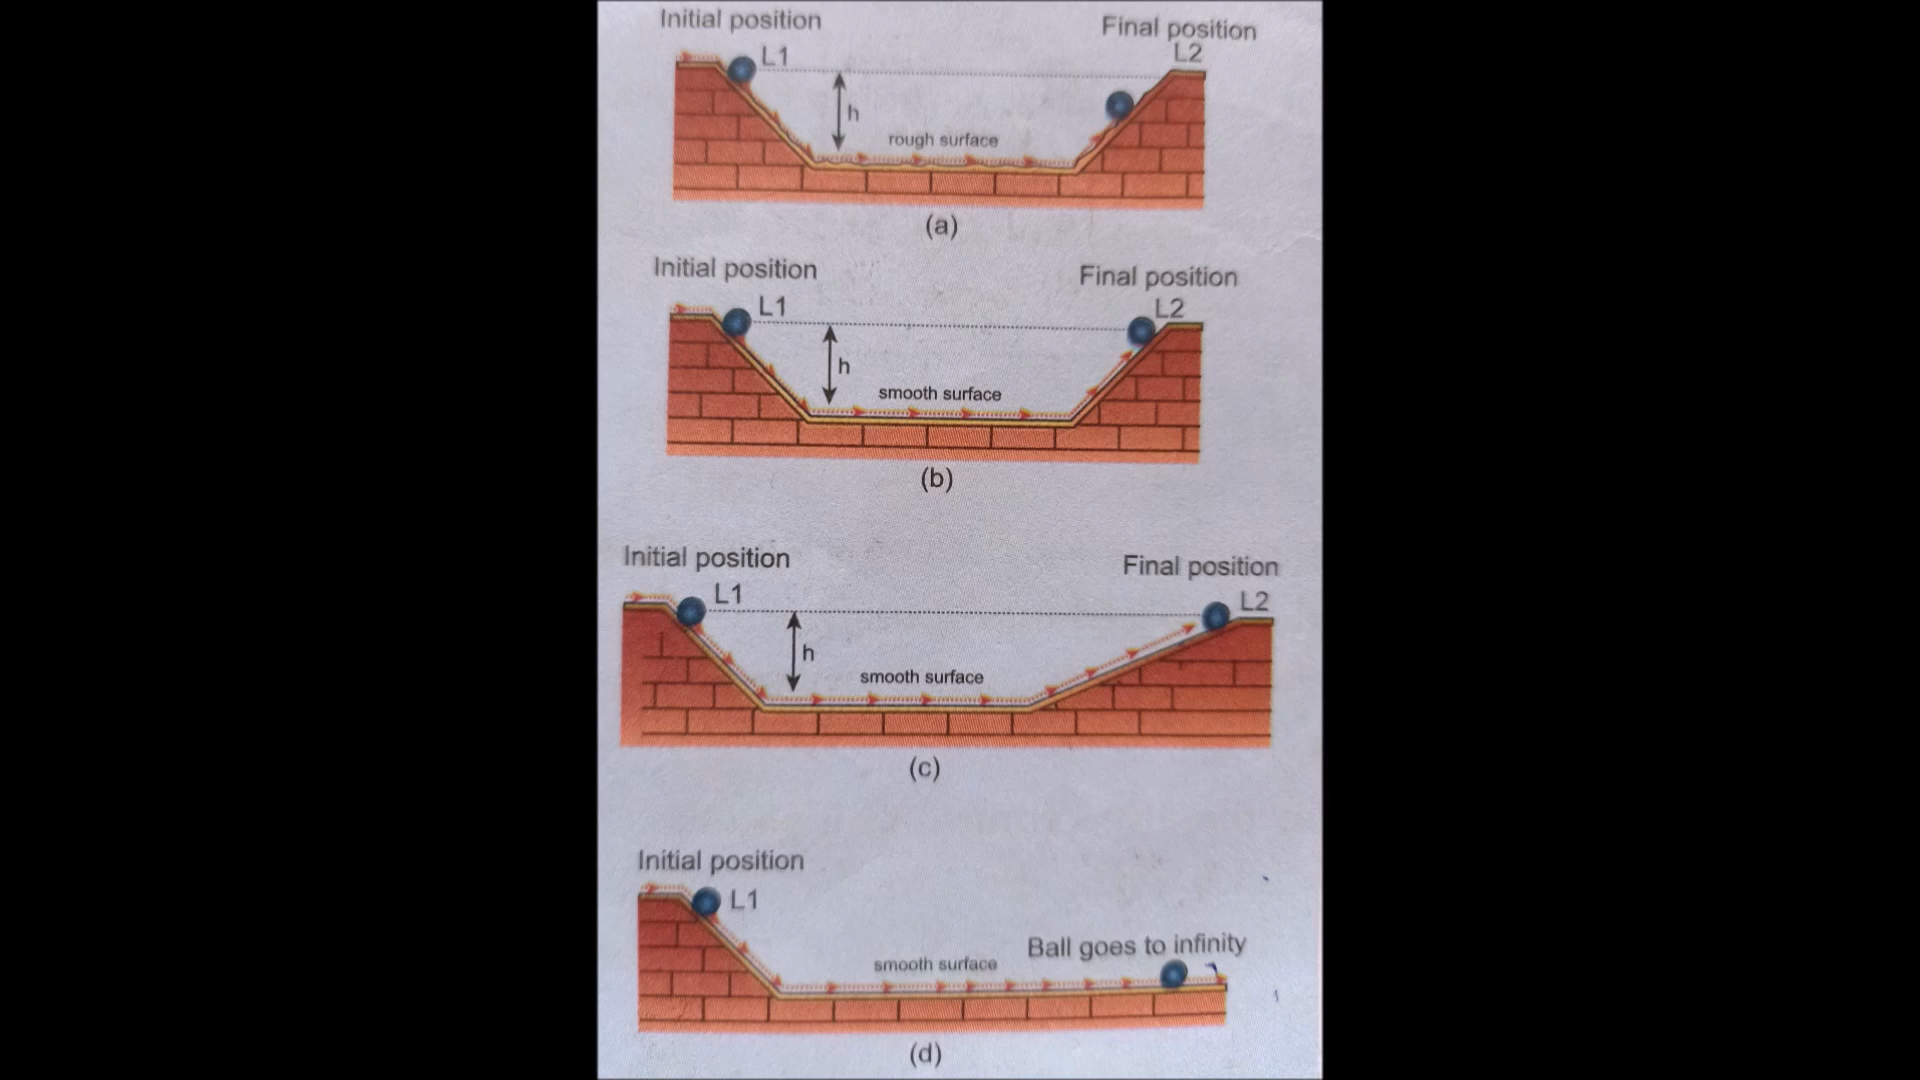 Initial position
Final position
L1
L2
h
rough surface
(a)
Initial position
Final position
L1
L2
h
smooth surface
(b)
Initial position
Final position
L1
L2
h
smooth surface
(c)
Initial position
L1
Ball goes to infinity
smooth surface
(d)